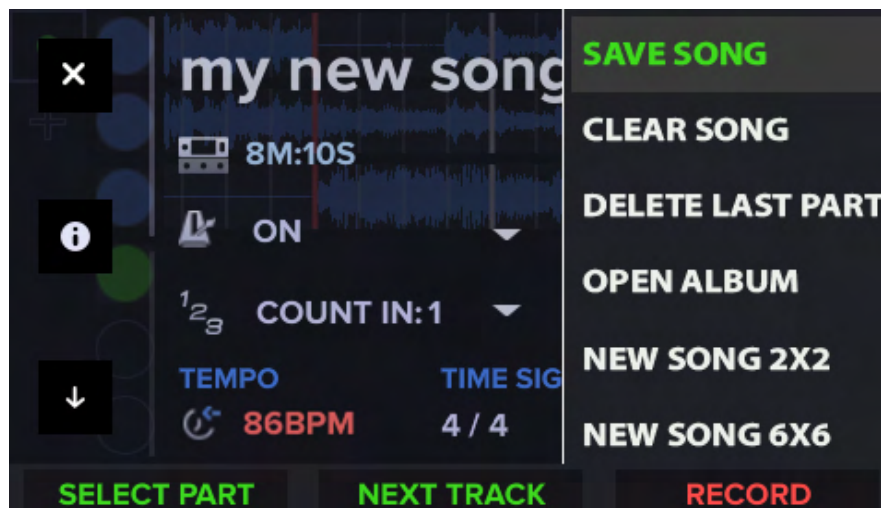 my new song
8M:10S
ON
123 COUNT IN: 1
TEMPO TIME SIG
86BPM 4 / 4
SAVE SONG
CLEAR SONG
DELETE LAST PART
OPEN ALBUM
NEW SONG 2X2
NEW SONG 6X6
SELECT PART NEXT TRACK RECORD